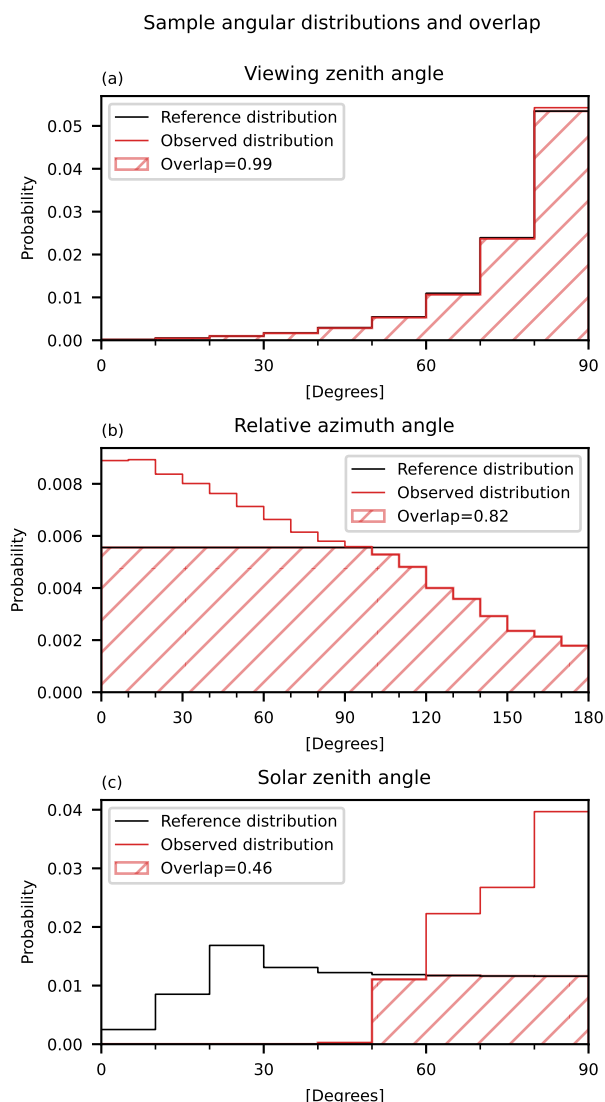 Sample angular distributions and overlap
(a) Viewing zenith angle
Reference distribution
Observed distribution
Overlap=0.99
Probability
0.05
0.04
0.03
0.02
0.01
0.00
0 30 60 90
[Degrees]
(b) Relative azimuth angle
Reference distribution
Observed distribution
Overlap=0.82
Probability
0.008
0.006
0.004
0.002
0.000
0 30 60 90 120 150 180
[Degrees]
(c) Solar zenith angle
Reference distribution
Observed distribution
Overlap=0.46
Probability
0.04
0.03
0.02
0.01
0.00
0 30 60 90
[Degrees]